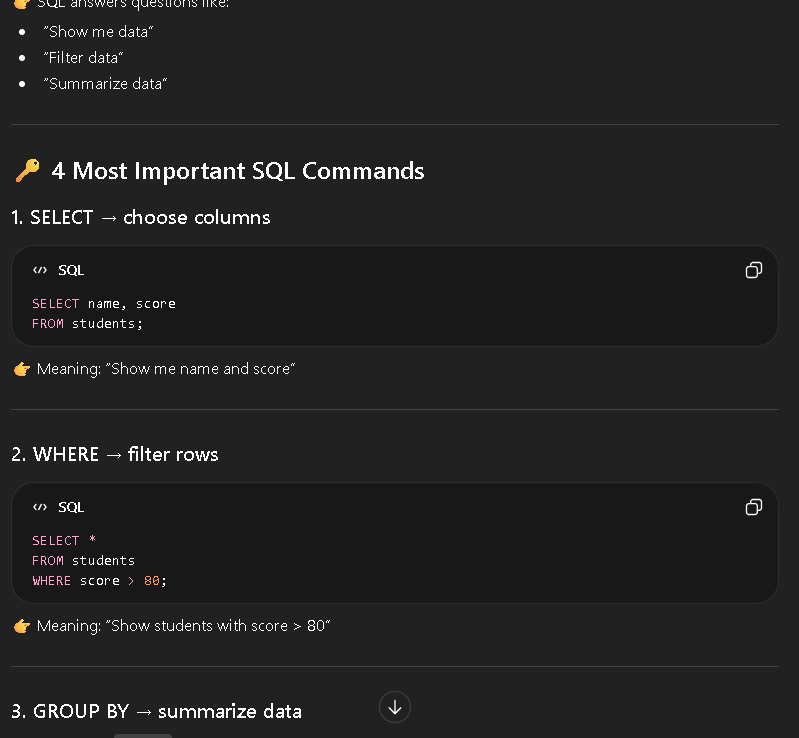 👉 SQL answers questions like:
• "Show me data"
• "Filter data"
• "Summarize data"
🔑 4 Most Important SQL Commands
1. SELECT → choose columns
</> SQL
SELECT name, score
FROM students;
👉 Meaning: "Show me name and score"
2. WHERE → filter rows
</> SQL
SELECT *
FROM students
WHERE score > 80;
👉 Meaning: "Show students with score > 80"
3. GROUP BY → summarize data